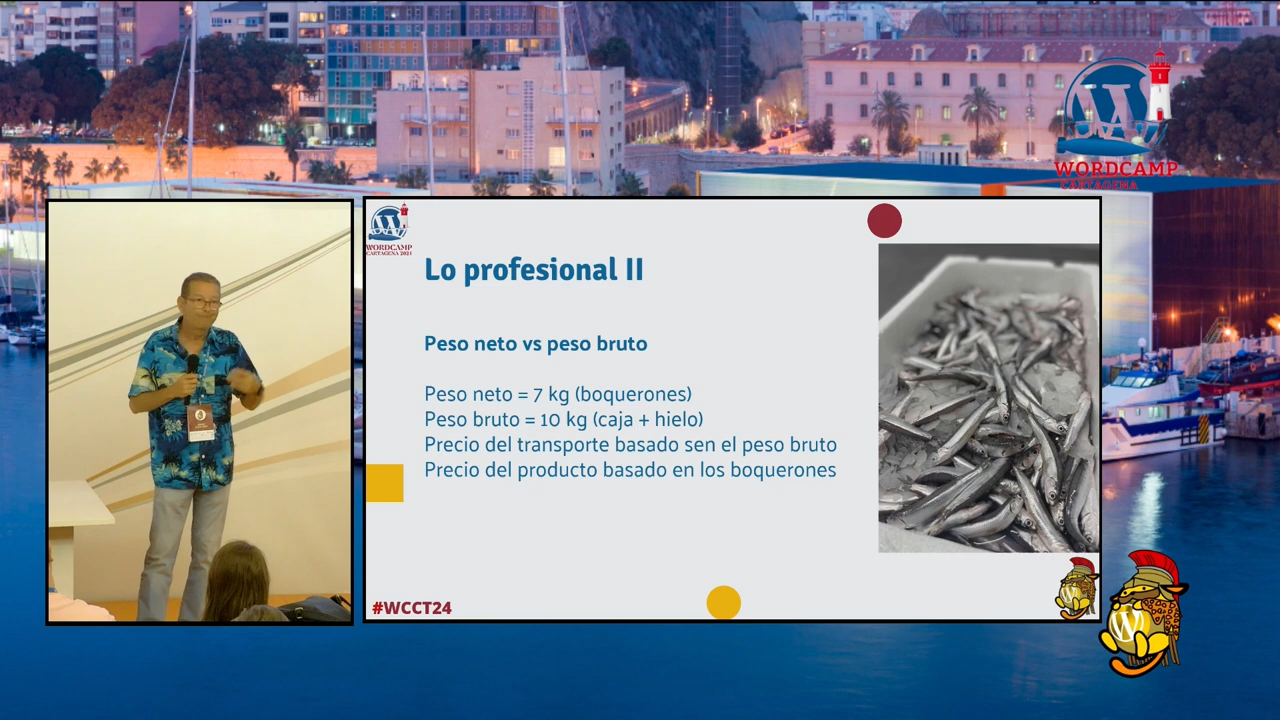 WORDCAMP
CARTAGENA
WORDCAMP
CARTAGENA 2024
Lo profesional II
Peso neto vs peso bruto
Peso neto = 7 kg (boquerones)
Peso bruto = 10 kg (caja + hielo)
Precio del transporte basado sen el peso bruto
Precio del producto basado en los boquerones
#WCCT24